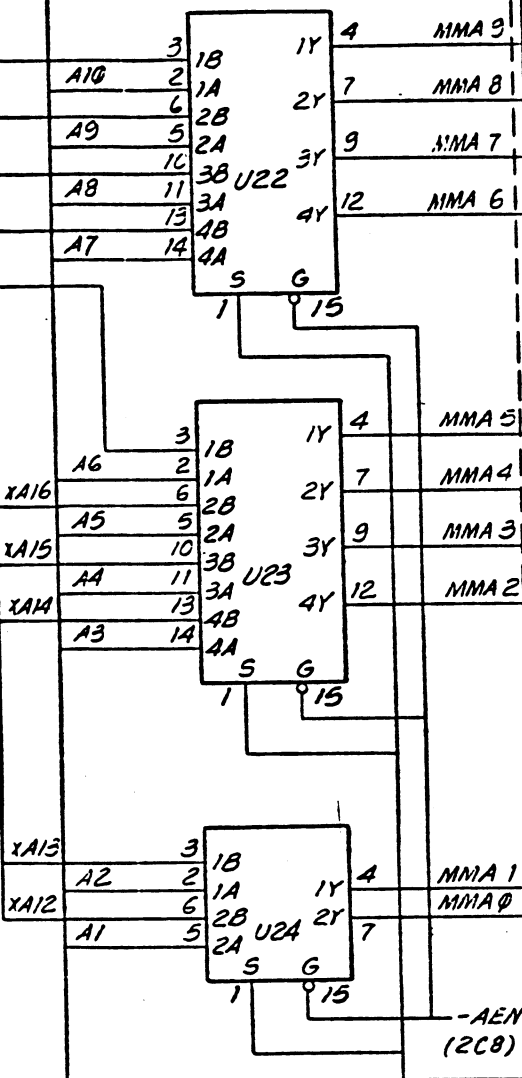 4 MMA 9
3 1B 1Y
A10 2 1A
7 MMA 8
6 2B 2Y
A9 5 2A
9 MMA 7
10 3B 3Y
U22
A8 11 3A
12 MMA 6
13 4B 4Y
A7 14 4A
S G
1 15
4 MMA 5
3 1B 1Y
A6 2 1A
7 MMA 4
XA16 6 2B 2Y
A5 5 2A
9 MMA 3
XA15 10 3B 3Y
U23
A4 11 3A
12 MMA 2
XA14 13 4B 4Y
A3 14 4A
S G
1 15
XA13 3 1B
A2 2 1A 1Y 4 MMA 1
XA12 6 2B 2Y 7 MMA 0
A1 5 2A U24
S G
1 15
-AEN
(2C8)